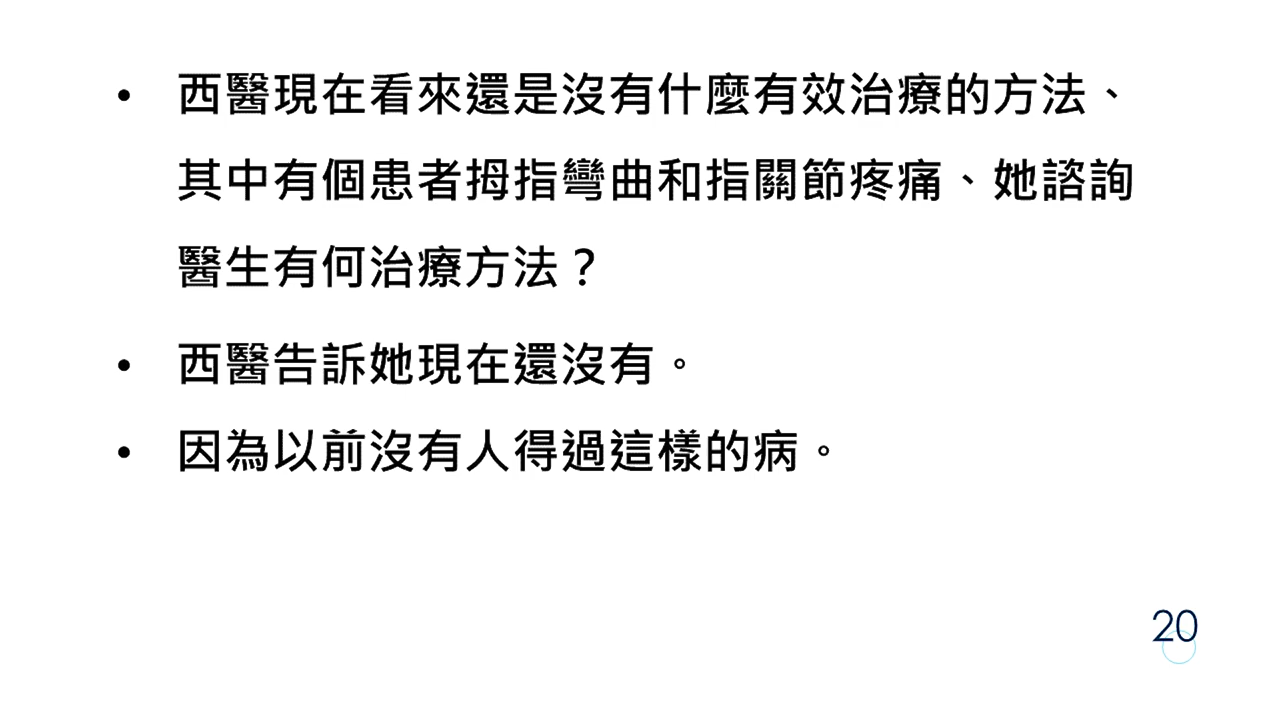 • 西醫現在看來還是沒有什麼有效治療的方法、
其中有個患者拇指彎曲和指關節疼痛、她諮詢
醫生有何治療方法？
• 西醫告訴她現在還沒有。
• 因為以前沒有人得過這樣的病。
20